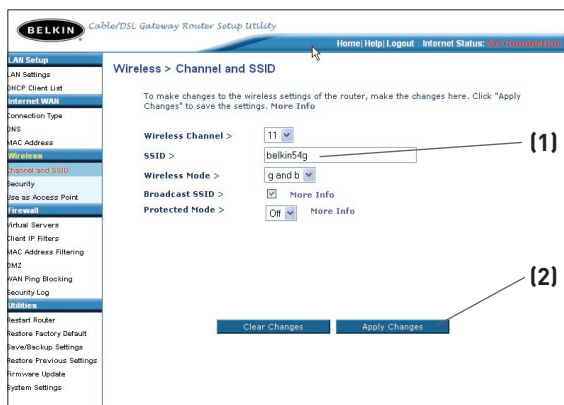 BELKIN
Cable/DSL Gateway Router Setup Utility
Home| Help| Logout Internet Status: No Connection
LAN Setup
LAN Settings
DHCP Client List
Internet WAN
Connection Type
DNS
MAC Address
Wireless
Channel and SSID
Security
Use as Access Point
Firewall
Virtual Servers
Client IP Filters
MAC Address Filtering
DMZ
WAN Ping Blocking
Security Log
Utilities
Restart Router
Restore Factory Default
Save/Backup Settings
Restore Previous Settings
Firmware Update
System Settings
Wireless > Channel and SSID
To make changes to the wireless settings of the router, make the changes here. Click "Apply
Changes" to save the settings. More Info
Wireless Channel > 11
SSID > belkin54g
Wireless Mode > g and b
Broadcast SSID > More Info
Protected Mode > Off More Info
Clear Changes Apply Changes
(1)
(2)